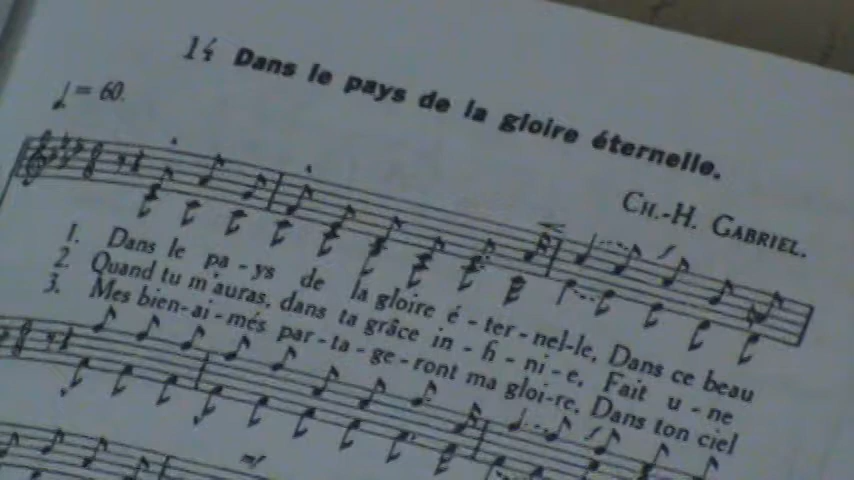 14 Dans le pays de la gloire éternelle.
♩ = 60.
CH.-H. GABRIEL.
1. Dans le pa - ys de la gloire é - ter - nel - le, Dans ce beau
2. Quand tu m'auras, dans ta grâce in - fi - ni - e, Fait u - ne
3. Mes bien - ai - més par - ta - ge - ront ma gloi - re, Dans ton ciel
mf